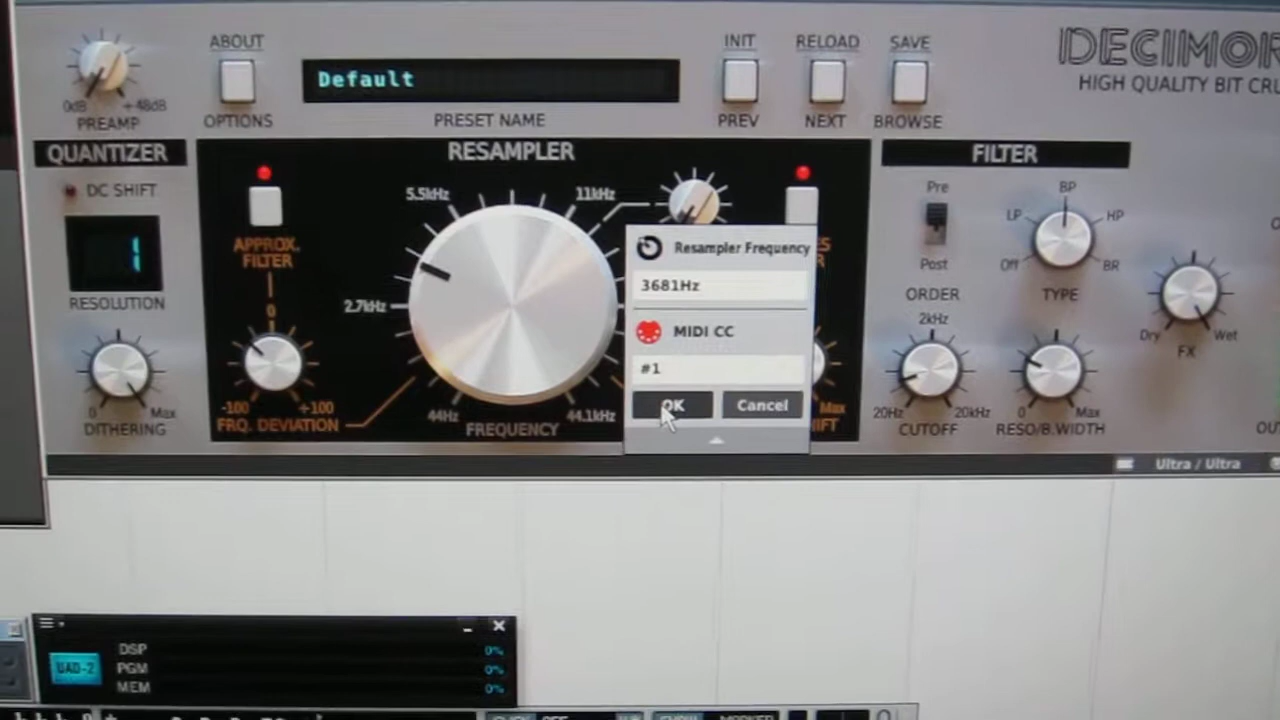 ABOUT
INIT
RELOAD
SAVE
0dB
+48dB
PREAMP
OPTIONS
Default
PRESET NAME
PREV
NEXT
BROWSE
HIGH QUALITY BIT
QUANTIZER
DC SHIFT
1
RESOLUTION
0
Max
DITHERING
RESAMPLER
5.5kHz
11kHz
APPROX.
FILTER
0
-100
+100
FRQ. DEVIATION
2.7kHz
44Hz
44.1kHz
FREQUENCY
Resampler Frequency
3681Hz
MIDI CC
#1
OK
Cancel
Max
FILTER
Pre
Post
ORDER
BP
LP
HP
Off
BR
TYPE
2kHz
20Hz
20kHz
CUTOFF
0
Max
RESO/B.WIDTH
Dry
Wet
FX
Ultra / Ultra
UAD-2
DSP
0%
PGM
0%
MEM
0%